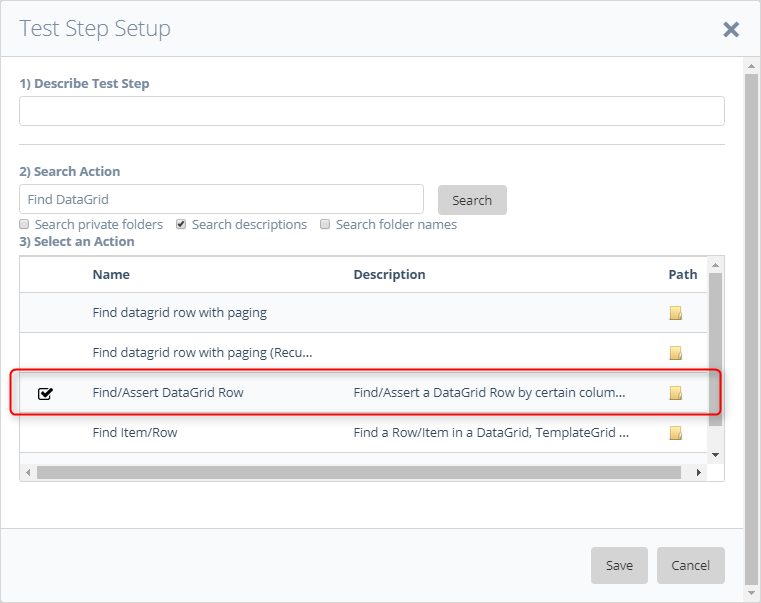 Test Step Setup
1) Describe Test Step
2) Search Action
Find DataGrid Search
Search private folders Search descriptions Search folder names
3) Select an Action
Name Description Path
Find datagrid row with paging
Find datagrid row with paging (Recu...
Find/Assert DataGrid Row Find/Assert a DataGrid Row by certain colum...
Find Item/Row Find a Row/Item in a DataGrid, TemplateGrid ...
Save Cancel